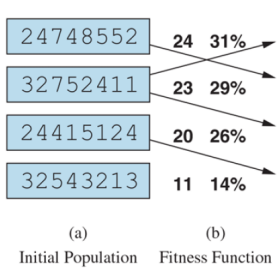 24748552 24 31%
32752411 23 29%
24415124 20 26%
32543213 11 14%
(a) (b)
Initial Population Fitness Function